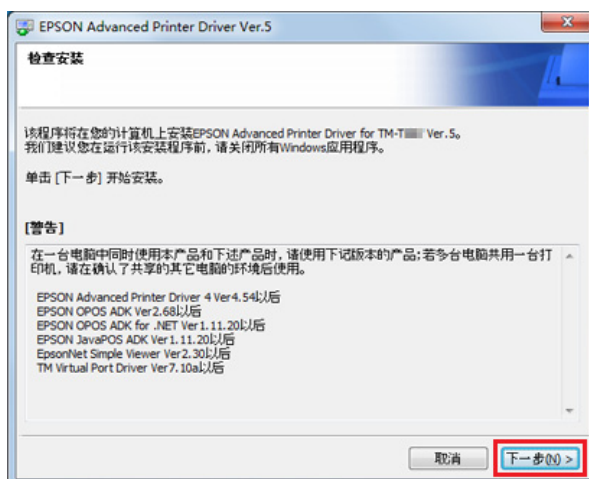 EPSON Advanced Printer Driver Ver.5
检查安装
该程序将在您的计算机上安装EPSON Advanced Printer Driver for TM-T Ver.5。
我们建议您在运行该安装程序前，请关闭所有Windows应用程序。
单击 [下一步] 开始安装。
[警告]
在一台电脑中同时使用本产品和下述产品时，请使用下记版本的产品；若多台电脑共用一台打
印机，请在确认了共享的其它电脑的环境后使用。
EPSON Advanced Printer Driver 4 Ver4.54以后
EPSON OPOS ADK Ver2.68以后
EPSON OPOS ADK for .NET Ver1.11.20以后
EPSON JavaPOS ADK Ver1.11.20以后
EpsonNet Simple Viewer Ver2.30以后
TM Virtual Port Driver Ver7.10a以后
取消
下一步(N) >